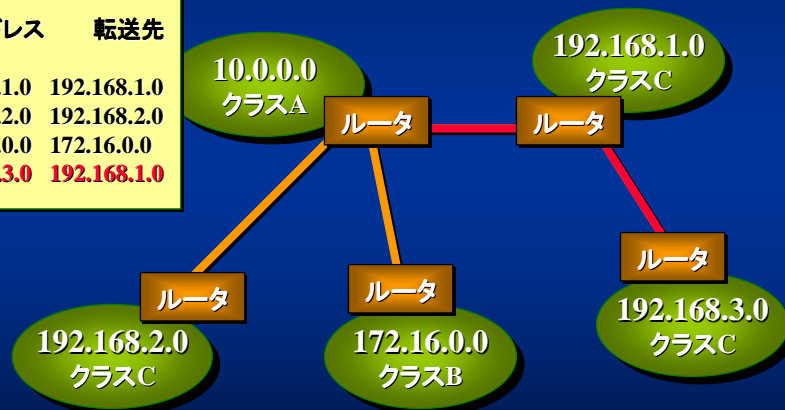 レス 転送先
1.0 192.168.1.0
2.0 192.168.2.0
0.0 172.16.0.0
.3.0 192.168.1.0
10.0.0.0
クラスA
ルータ
192.168.1.0
クラスC
ルータ
ルータ
192.168.2.0
クラスC
ルータ
172.16.0.0
クラスB
ルータ
192.168.3.0
クラスC